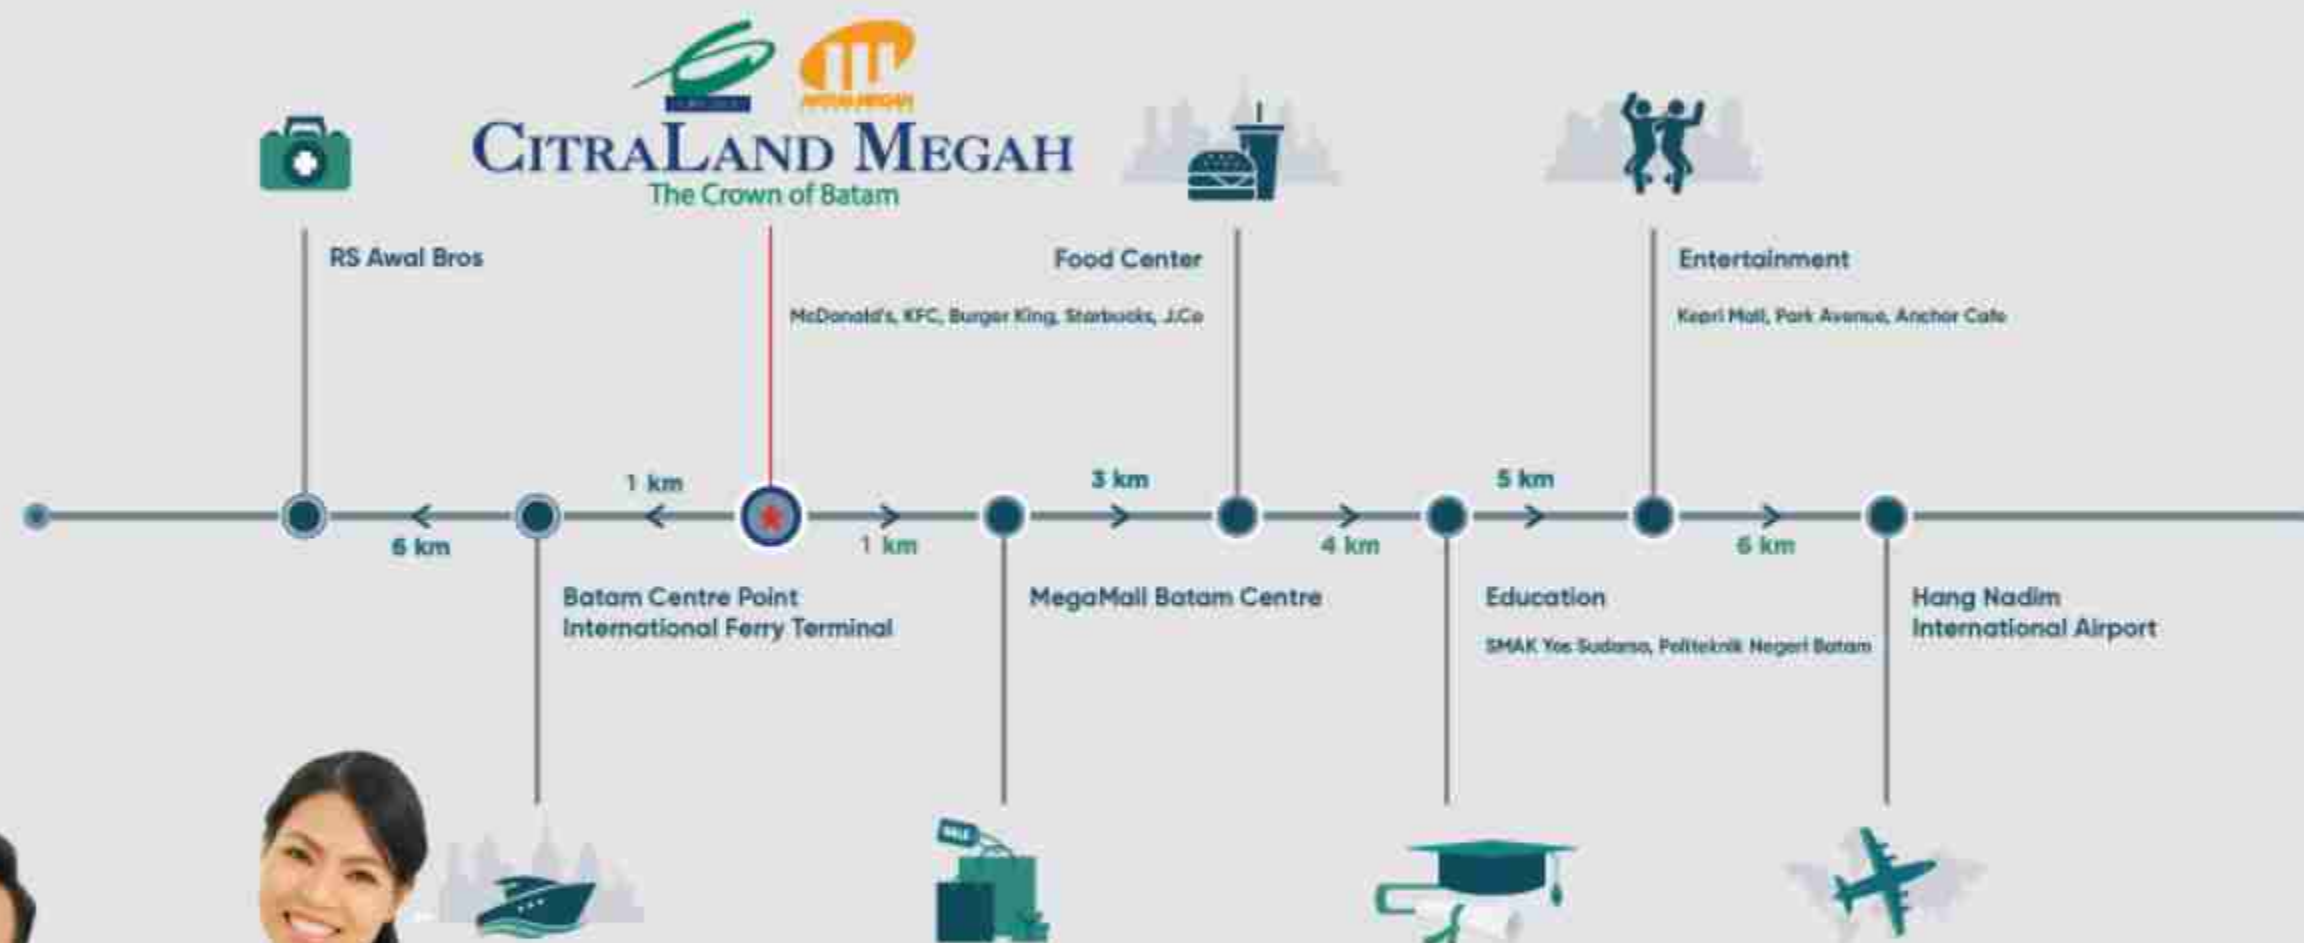 CITRALAND MEGAH
The Crown of Batam
RS Awal Bros
Food Center
McDonald's, KFC, Burger King, Starbucks, J.Co
Entertainment
Kepri Mall, Park Avenue, Anchor Cafe
1 km
3 km
5 km
6 km
1 km
4 km
6 km
Batam Centre Point
International Ferry Terminal
MegaMall Batam Centre
Education
SMAK Yos Sudarso, Politeknik Negeri Batam
Hang Nadim
International Airport
SALE